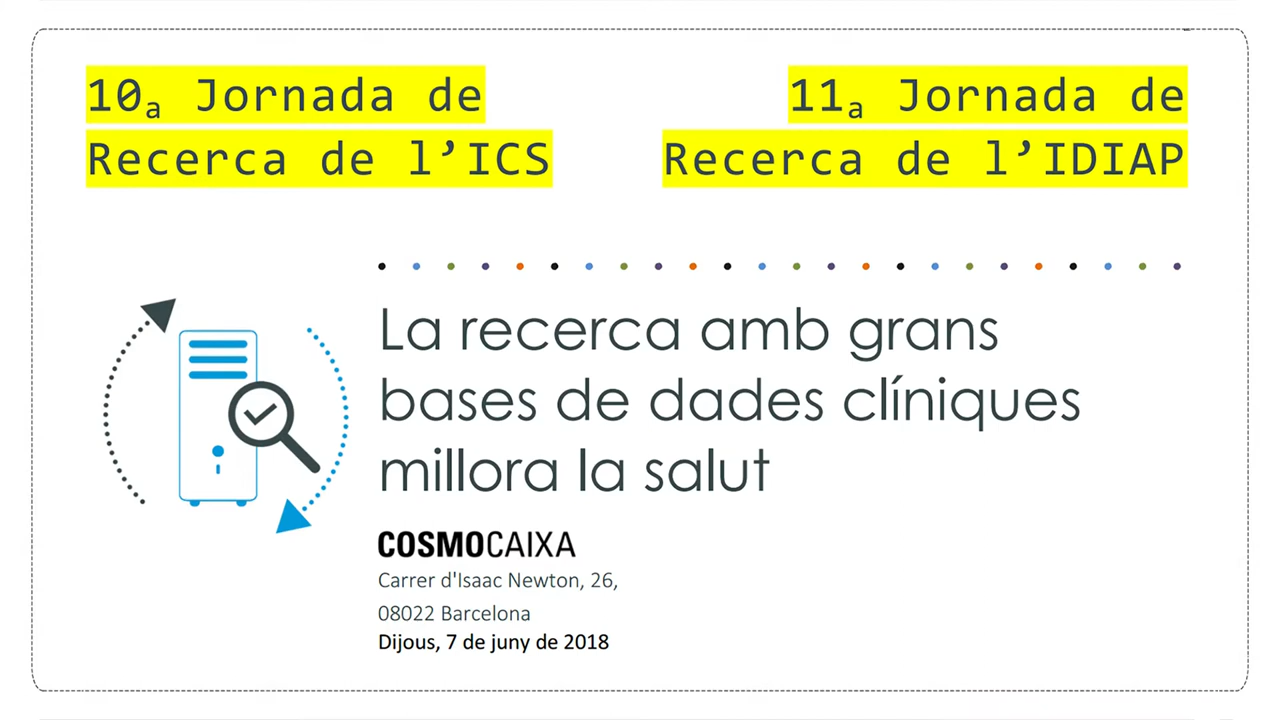 10a Jornada de
Recerca de l’ICS
11a Jornada de
Recerca de l’IDIAP
La recerca amb grans
bases de dades clíniques
millora la salut
COSMOCAIXA
Carrer d'Isaac Newton, 26,
08022 Barcelona
Dijous, 7 de juny de 2018